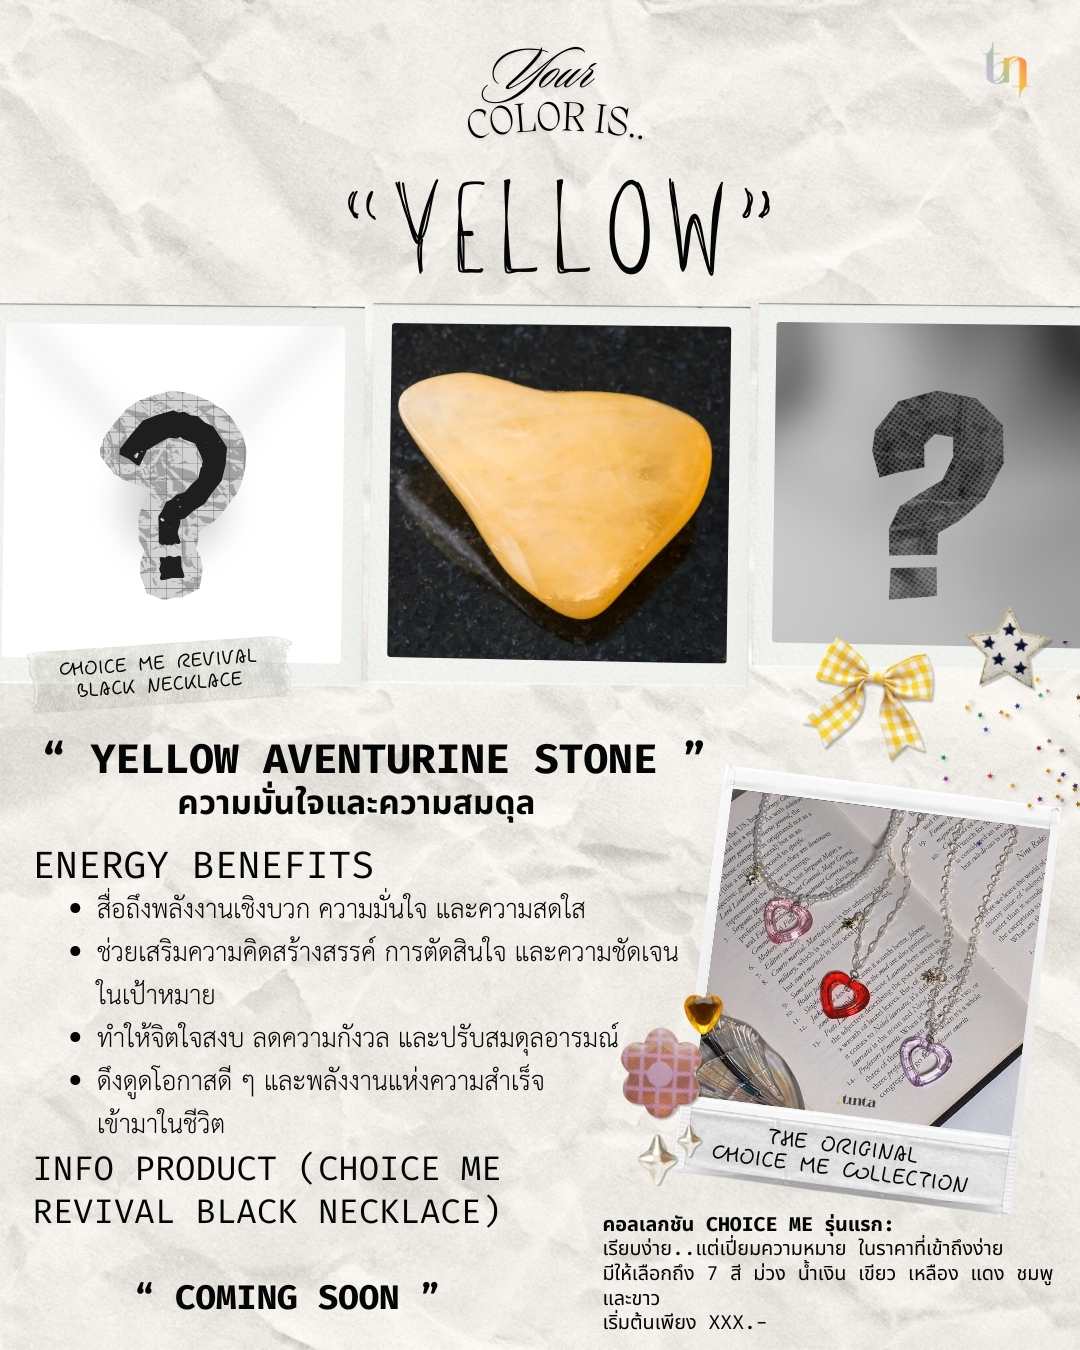 Your
COLOR IS..
“YELLOW”
CHOICE ME REVIVAL
BLACK NECKLACE
“ YELLOW AVENTURINE STONE ”
ความมั่นใจและความสมดุล
ENERGY BENEFITS
• สื่อถึงพลังงานเชิงบวก ความมั่นใจ และความสดใส
• ช่วยเสริมความคิดสร้างสรรค์ การตัดสินใจ และความชัดเจน
ในเป้าหมาย
• ทำให้จิตใจสงบ ลดความกังวล และปรับสมดุลอารมณ์
• ดึงดูดโอกาสดี ๆ และพลังงานแห่งความสำเร็จ
เข้ามาในชีวิต
INFO PRODUCT (CHOICE ME
REVIVAL BLACK NECKLACE)
“ COMING SOON ”
.tunta
THE ORIGINAL
CHOICE ME COLLECTION
คอลเลกชัน CHOICE ME รุ่นแรก:
เรียบง่าย..แต่เปี่ยมความหมาย ในราคาที่เข้าถึงง่าย
มีให้เลือกถึง 7 สี ม่วง น้ำเงิน เขียว เหลือง แดง ชมพู
และขาว
เริ่มต้นเพียง XXX.-